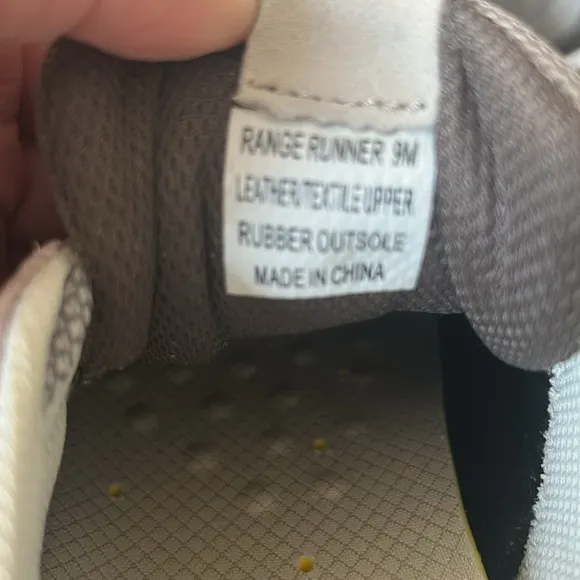 RANGE RUNNER 9M
LEATHER/TEXTILE UPPER
RUBBER OUTSOLE
MADE IN CHINA